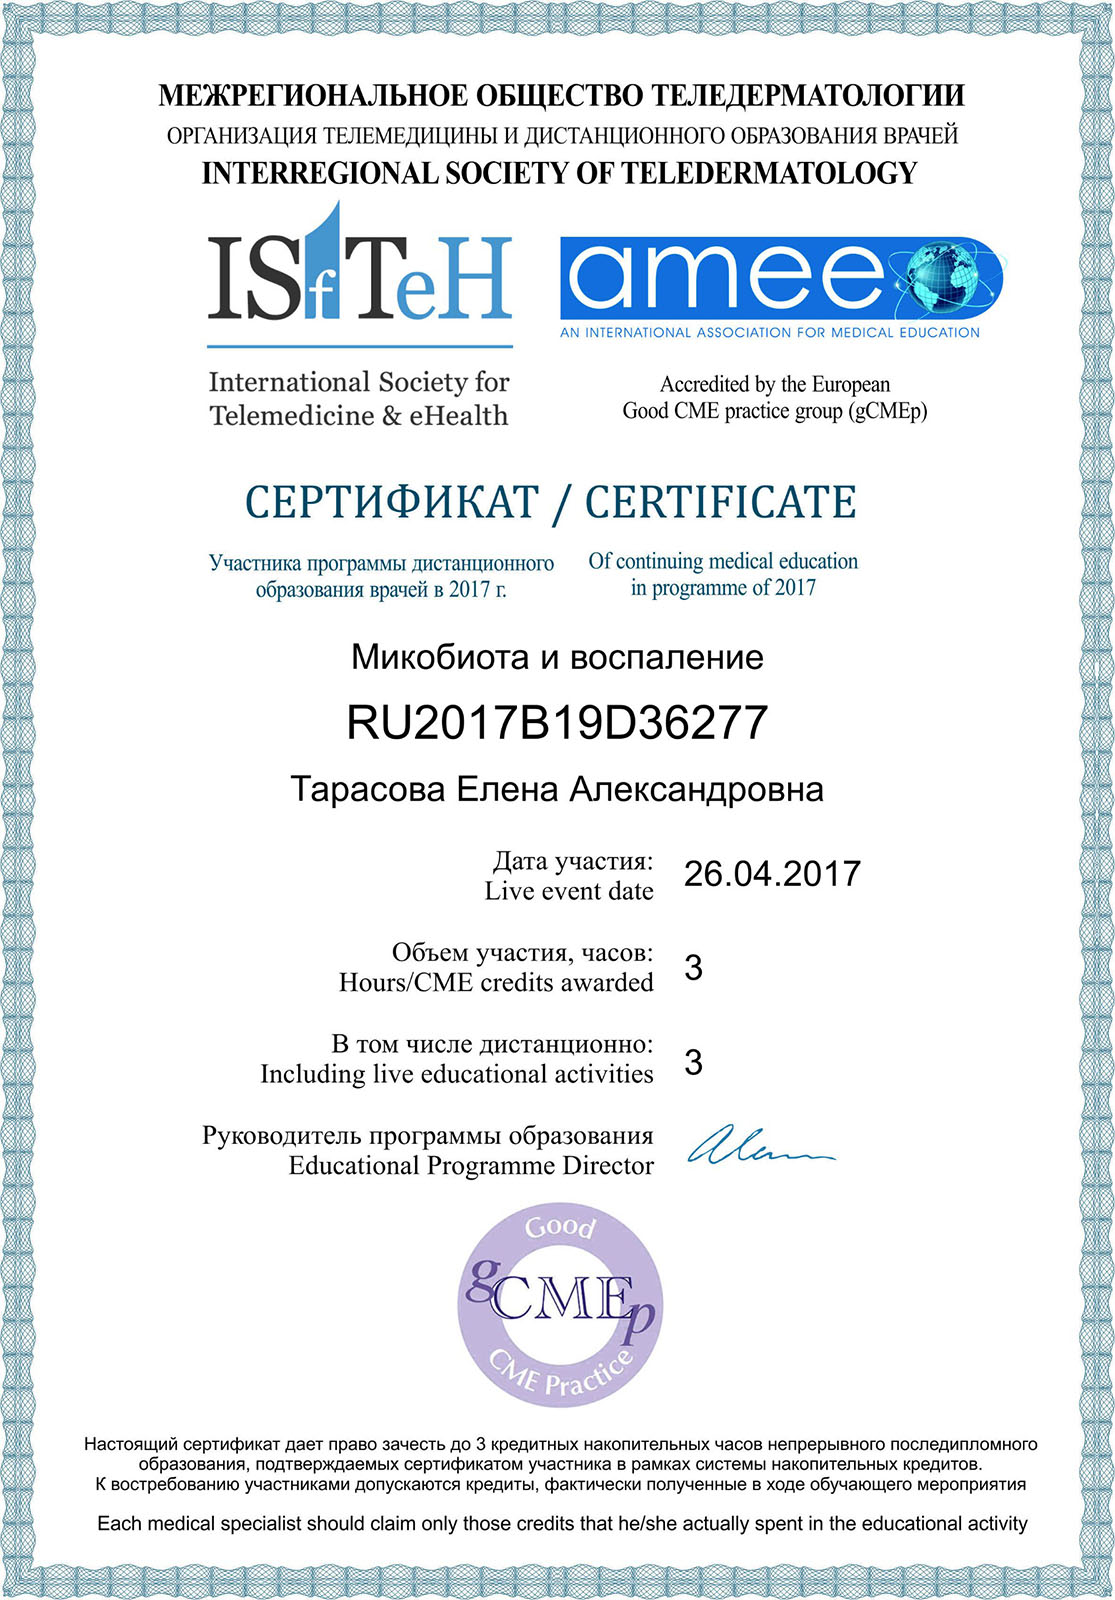 МЕЖРЕГИОНАЛЬНОЕ ОБЩЕСТВО ТЕЛЕДЕРМАТОЛОГИИ
ОРГАНИЗАЦИЯ ТЕЛЕМЕДИЦИНЫ И ДИСТАНЦИОННОГО ОБРАЗОВАНИЯ ВРАЧЕЙ
INTERREGIONAL SOCIETY OF TELEDERMATOLOGY
ISfTeH
International Society for
Telemedicine & eHealth
amee
AN INTERNATIONAL ASSOCIATION FOR MEDICAL EDUCATION
Accredited by the European
Good CME practice group (gCMEp)
СЕРТИФИКАТ / CERTIFICATE
Участника программы дистанционного
образования врачей в 2017 г.
Of continuing medical education
in programme of 2017
Микобиота и воспаление
RU2017B19D36277
Тарасова Елена Александровна
Дата участия:
Live event date
26.04.2017
Объем участия, часов:
Hours/CME credits awarded
3
В том числе дистанционно:
Including live educational activities
3
Руководитель программы образования
Educational Programme Director
Good
gCMEp
CME Practice
Настоящий сертификат дает право зачесть до 3 кредитных накопительных часов непрерывного последипломного
образования, подтверждаемых сертификатом участника в рамках системы накопительных кредитов.
К востребованию участниками допускаются кредиты, фактически полученные в ходе обучающего мероприятия
Each medical specialist should claim only those credits that he/she actually spent in the educational activity